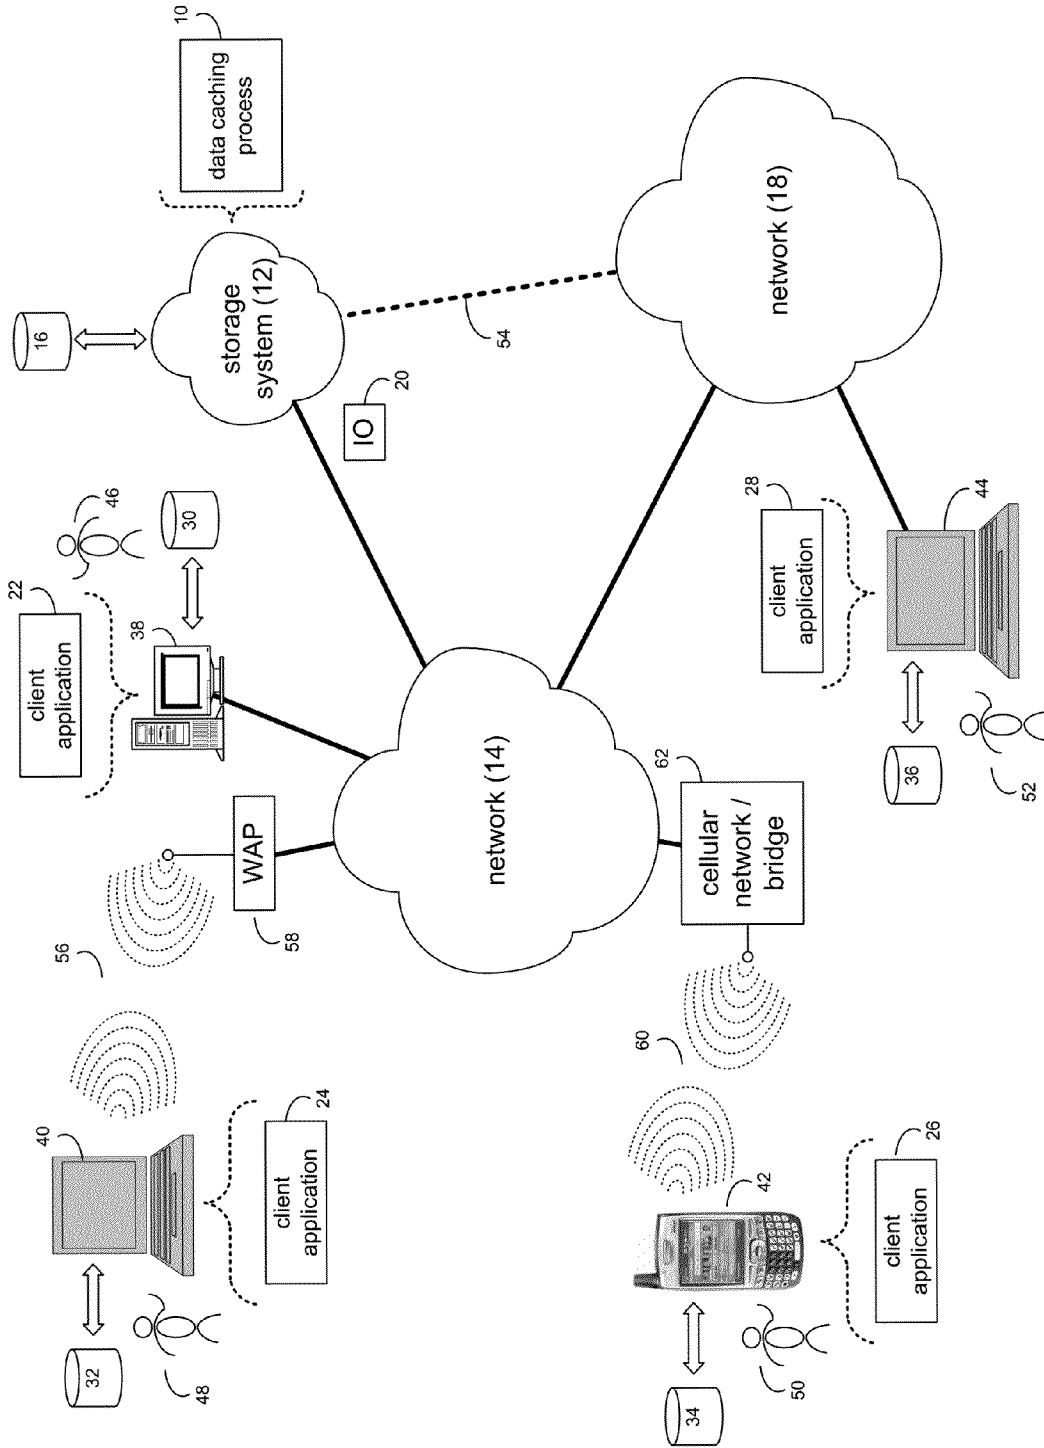 10
data caching
process
16
storage
system (12)
54
network (18)
IO
20
46
30
22
client
application
38
28
client
application
44
36
52
network (14)
62
cellular
network /
bridge
WAP
58
56
60
40
24
client
application
32
48
42
26
client
application
34
50